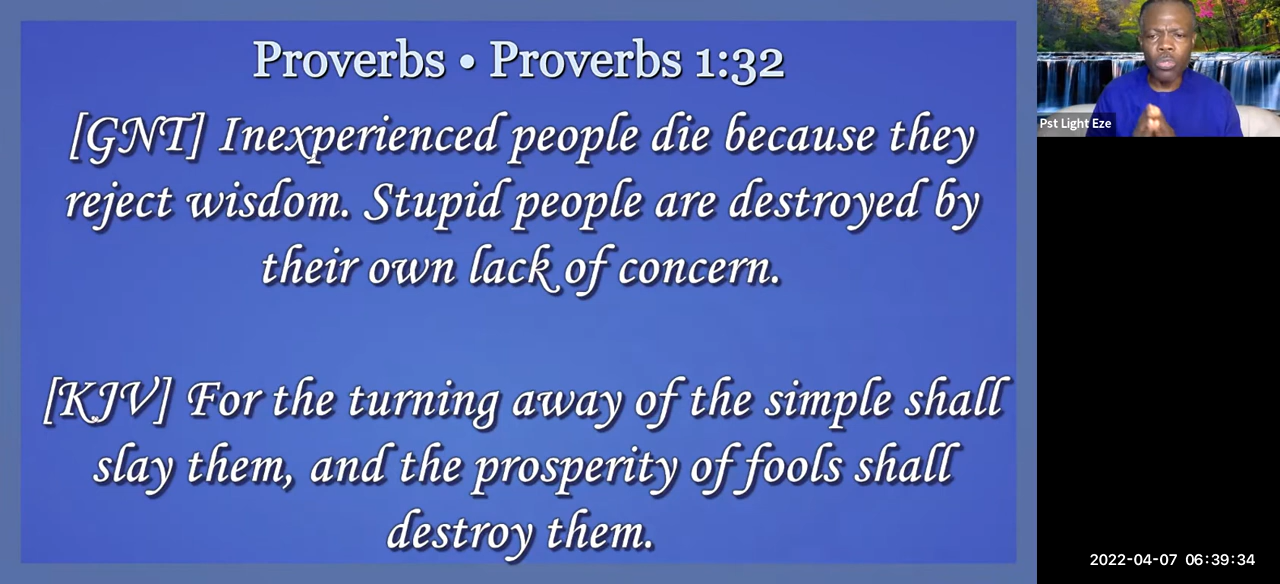 Proverbs • Proverbs 1:32
[GNT] Inexperienced people die because they
reject wisdom. Stupid people are destroyed by
their own lack of concern.
[KJV] For the turning away of the simple shall
slay them, and the prosperity of fools shall
destroy them.
Pst Light Eze
2022-04-07 06:39:34